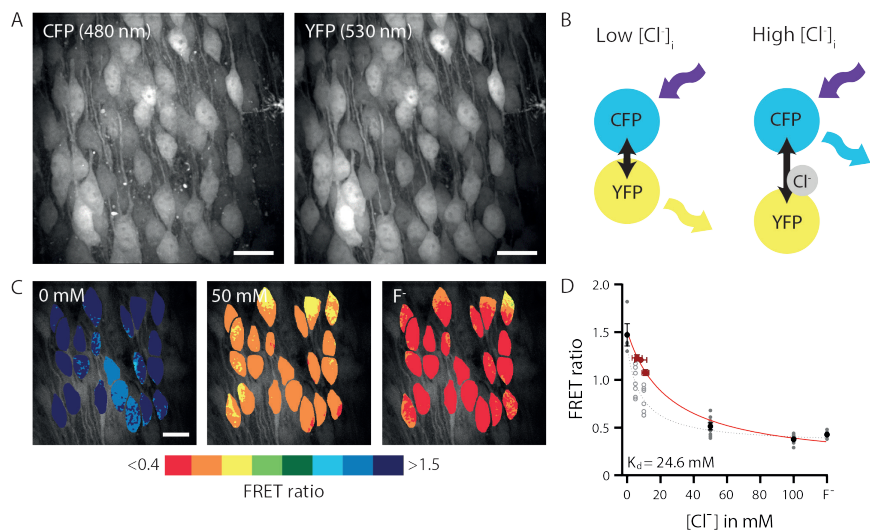 A
CFP (480 nm)
YFP (530 nm)
B
Low [Cl⁻]ᵢ
High [Cl⁻]ᵢ
CFP
YFP
CFP
Cl⁻
YFP
C
0 mM
50 mM
F⁻
<0.4
>1.5
FRET ratio
D
FRET ratio
2.0
1.5
1.0
0.5
0.0
K_d = 24.6 mM
0 20 40 60 80 100 F⁻
[Cl⁻] in mM